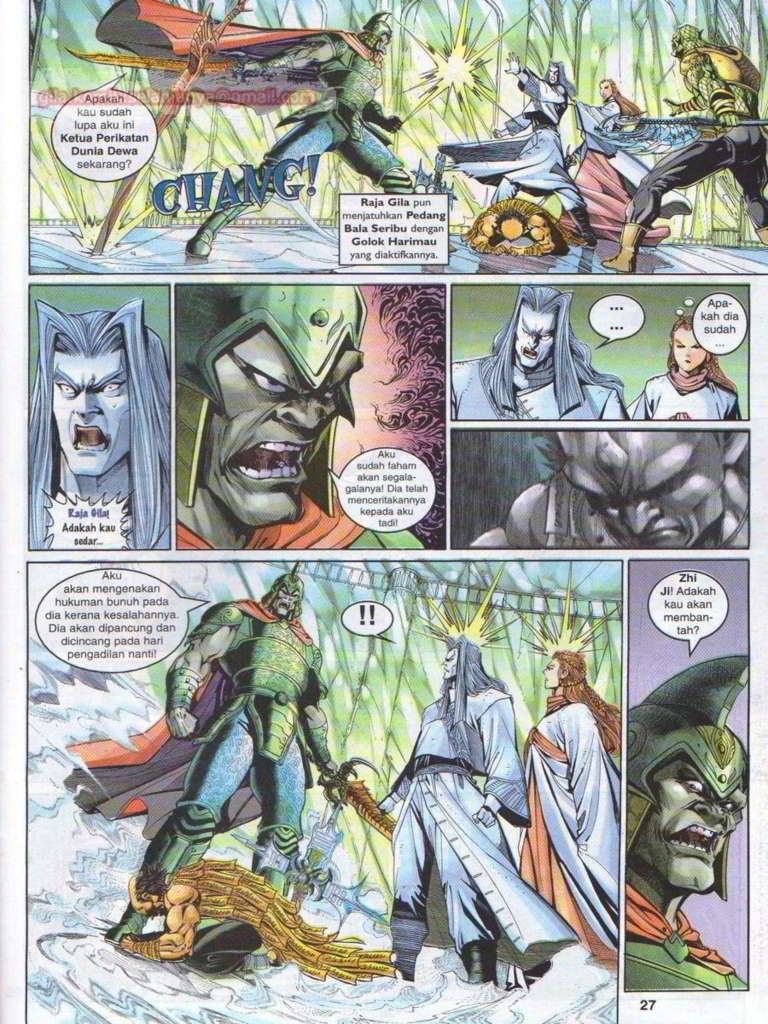 Apakah
kau sudah
lupa aku ini
Ketua Perikatan
Dunia Dewa
sekarang?
CHANG!
Raja Gila pun
menjatuhkan Pedang
Bala Seribu dengan
Golok Harimau
yang diaktifkannya.
Raja Gila!
Adakah kau
sedar...
Aku
sudah faham
akan segala-
galanya! Dia telah
menceritakannya
kepada aku
tadi!
...
...
Apa-
kah dia
sudah
...
Aku
akan mengenakan
hukuman bunuh pada
dia kerana kesalahannya.
Dia akan dipancung dan
dicincang pada hari
pengadilan nanti!
!!
Zhi
Ji! Adakah
kau akan
memban-
tah?
27